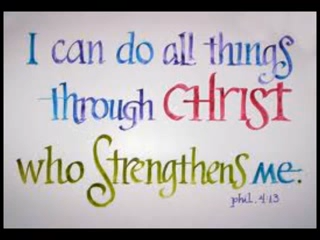 I can do all things
through CHRIST
who Strengthens me.
phil. 4:13